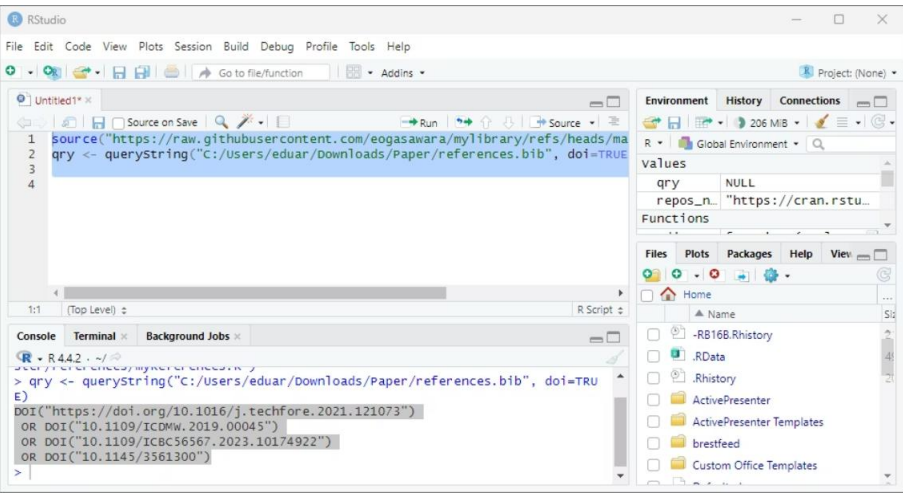 RStudio
File Edit Code View Plots Session Build Debug Profile Tools Help
Go to file/function
Addins
Project: (None)
Untitled1*
Source on Save
Run
Source
1 source("https://raw.githubusercontent.com/eogasawara/mylibrary/refs/heads/ma
2 qry <- queryString("C:/Users/eduar/Downloads/Paper/references.bib", doi=TRUE
3
4
1:1 (Top Level) R Script
Console Terminal Background Jobs
R 4.4.2 · ~/
> qry <- queryString("C:/Users/eduar/Downloads/Paper/references.bib", doi=TRU
E)
DOI("https://doi.org/10.1016/j.techfore.2021.121073")
OR DOI("10.1109/ICDMW.2019.00045")
OR DOI("10.1109/ICBC56567.2023.10174922")
OR DOI("10.1145/3561300")
>
Environment History Connections
206 MiB
R Global Environment
values
qry NULL
repos_n… "https://cran.rstu…
Functions
Files Plots Packages Help View
Home
Name
-RB16B.Rhistory
.RData
.Rhistory
ActivePresenter
ActivePresenter Templates
brestfeed
Custom Office Templates